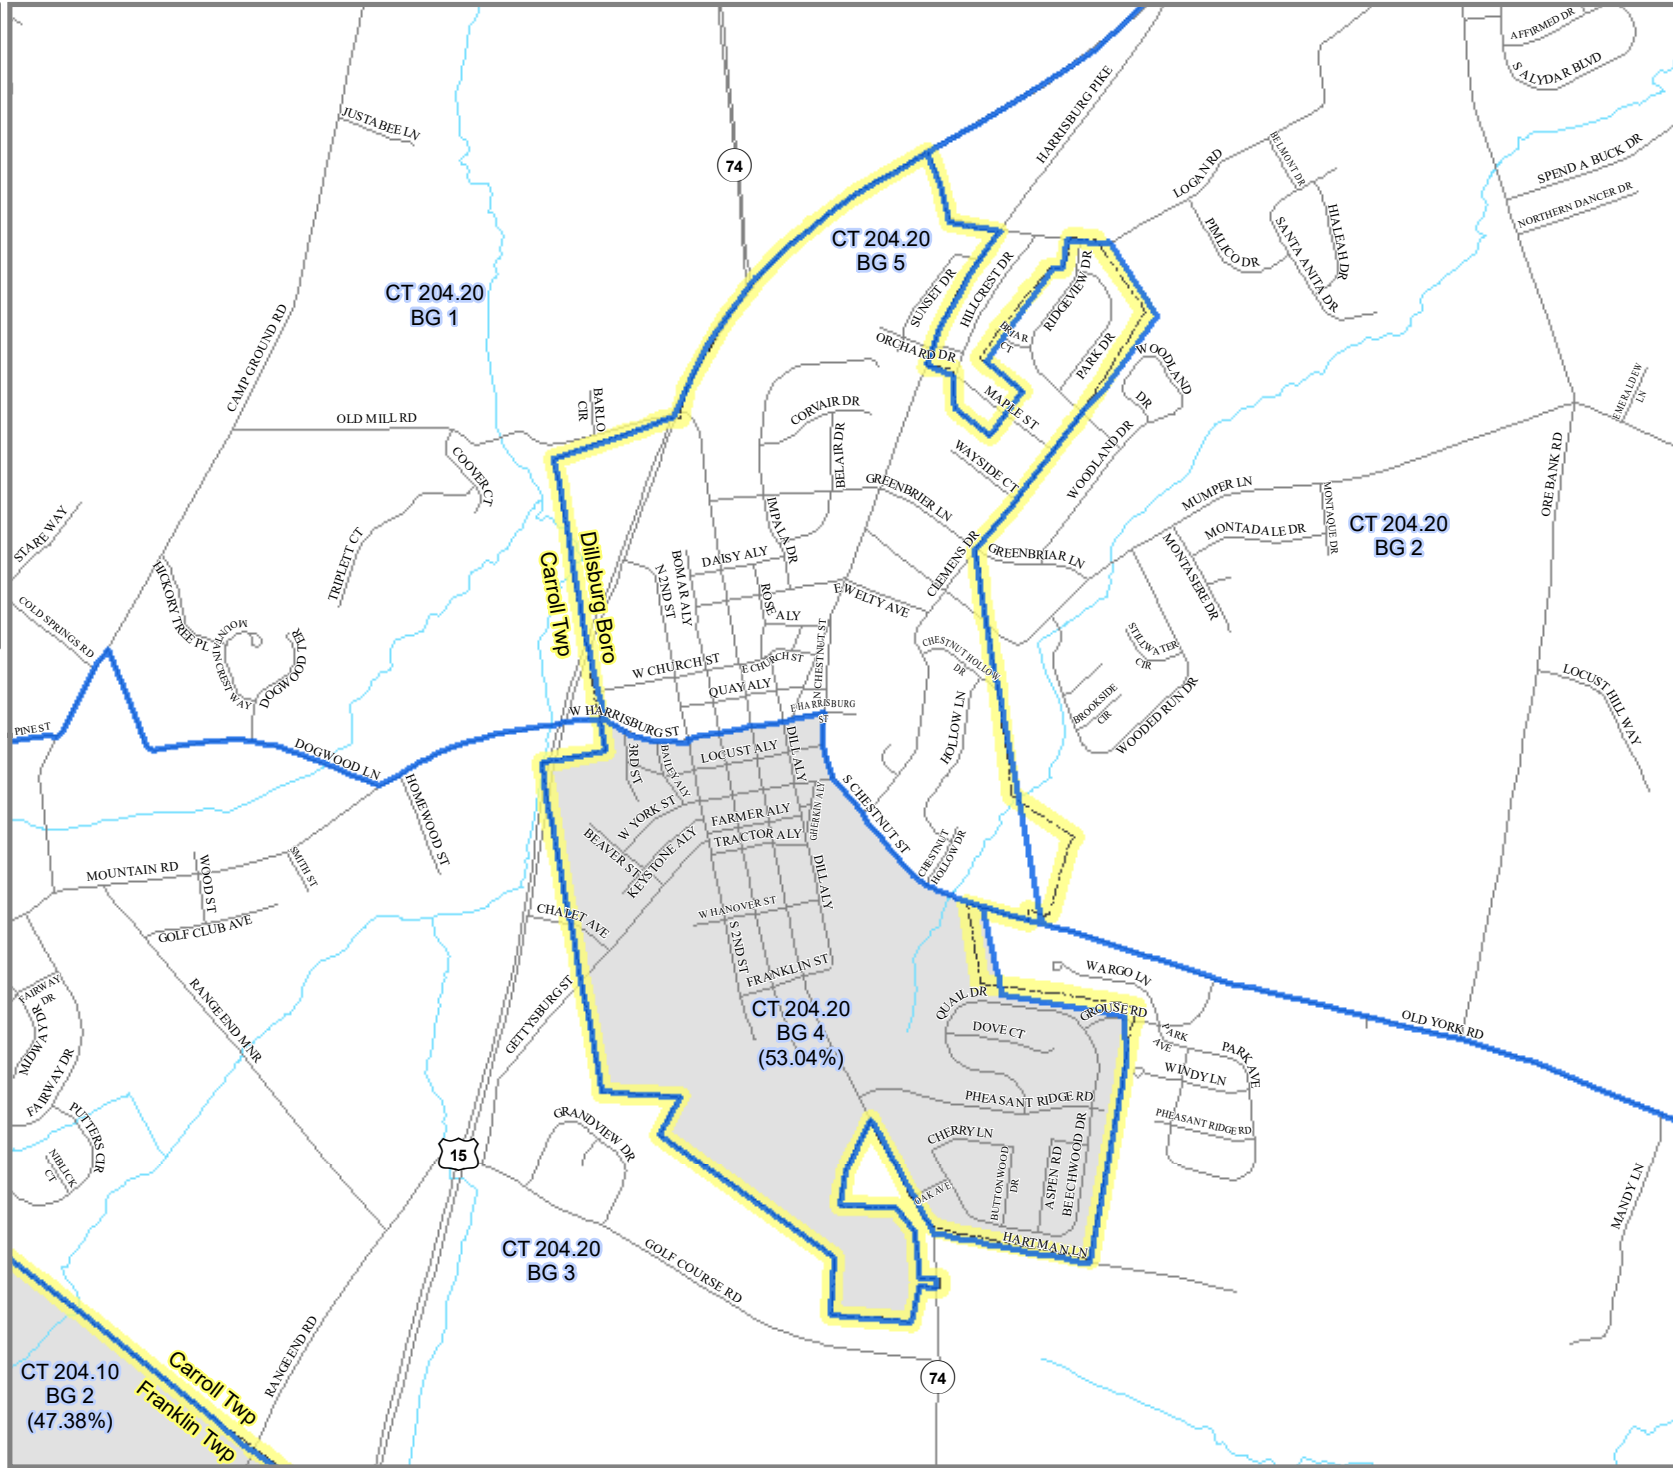 AFFIRMED DR
S ALYDAR BLVD
HARRISBURG PIKE
JUSTABEE LN
74
BELMONT DR
LOGAN RD
SPEND A BUCK DR
NORTHERN DANCER DR
HIALEAH DR
PIMLICO DR
SANTA ANITA DR
CT 204.20
BG 5
CT 204.20
BG 1
SUNSET DR
HILLCREST DR
RIDGEVIEW DR
BRIAR
CT
ORCHARD DR
PARK DR
WOODLAND
DR
CAMP GROUND RD
BARLO
CIR
OLD MILL RD
CORVAIR DR
BELAIR DR
MAPLE ST
WAYSIDE CT
WOODLAND DR
EMERALD EW
LN
ORE BANK RD
COOVER CT
GREENBRIER LN
IMPALA DR
MUMPER LN
MONTAQUE DR
MONTADALE DR
CT 204.20
BG 2
STARE WAY
TRIPLETT CT
HICKORY TREE PL
COLD SPRINGS RD
Dillsburg Boro
Carroll Twp
DAISY ALY
BOMAR ALY
N 2ND ST
ROSE
ALY
CLEMENS DR
GREENBRIAR LN
MONTASERE DR
E WELTY AVE
MOUNTAIN CREST WAY
DOGWOOD TER
W CHURCH ST
E CHURCH ST
N CHESTNUT ST
QUAY ALY
CHESTNUT HOLLOW
DR
STILLWATER
CIR
BROOKSIDE
CIR
WOODED RUN DR
LOCUST HILL WAY
PINE ST
DOGWOOD LN
W HARRISBURG ST
E HARRISBURG
ST
3RD ST
BAILEY ALY
LOCUST ALY
DILL ALY
HOLLOW LN
HOMEWOOD ST
W YORK ST
BEAVER ST
KEYSTONE ALY
FARMER ALY
TRACTOR ALY
GHERKIN ALY
S CHESTNUT ST
CHESTNUT
HOLLOW DR
MOUNTAIN RD
WOOD ST
SMITH ST
GOLF CLUB AVE
DILL ALY
CHALET AVE
W HANOVER ST
S 2ND ST
FRANKLIN ST
FAIRWAY
DR
MIDWAY DR
FAIRWAY DR
RANGE END MNR
GETTYSBURG ST
CT 204.20
BG 4
(53.04%)
QUAIL DR
DOVE CT
WARGO LN
GROUSE RD
PARK
AVE
PARK AVE
WINDY LN
OLD YORK RD
PHEASANT RIDGE RD
PHEASANT RIDGE RD
PUTTERS CIR
NIBLICK
CT
15
GRANDVIEW DR
CHERRY LN
OAK AVE
BUTTONWOOD
DR
ASPEN RD
BEECHWOOD DR
HARTMAN LN
MANDY LN
CT 204.20
BG 3
GOLF COURSE RD
RANGE END RD
CT 204.10
BG 2
(47.38%)
Carroll Twp
Franklin Twp
74